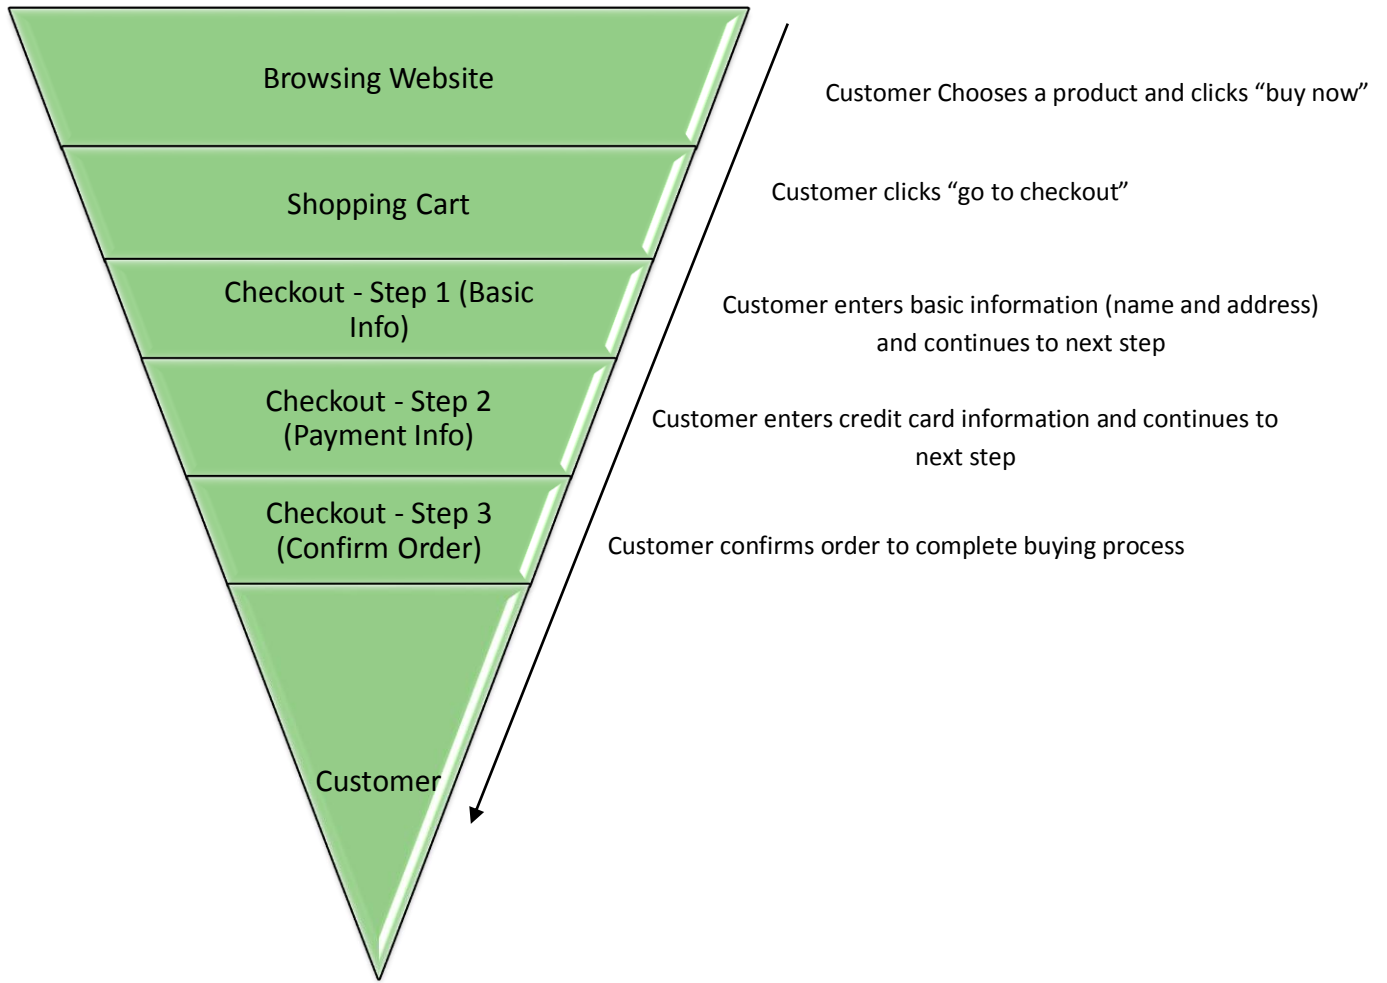 Browsing Website
Customer Chooses a product and clicks “buy now”
Shopping Cart
Customer clicks “go to checkout”
Checkout - Step 1 (Basic
Info)
Customer enters basic information (name and address)
and continues to next step
Checkout - Step 2
(Payment Info)
Customer enters credit card information and continues to
next step
Checkout - Step 3
(Confirm Order)
Customer confirms order to complete buying process
Customer